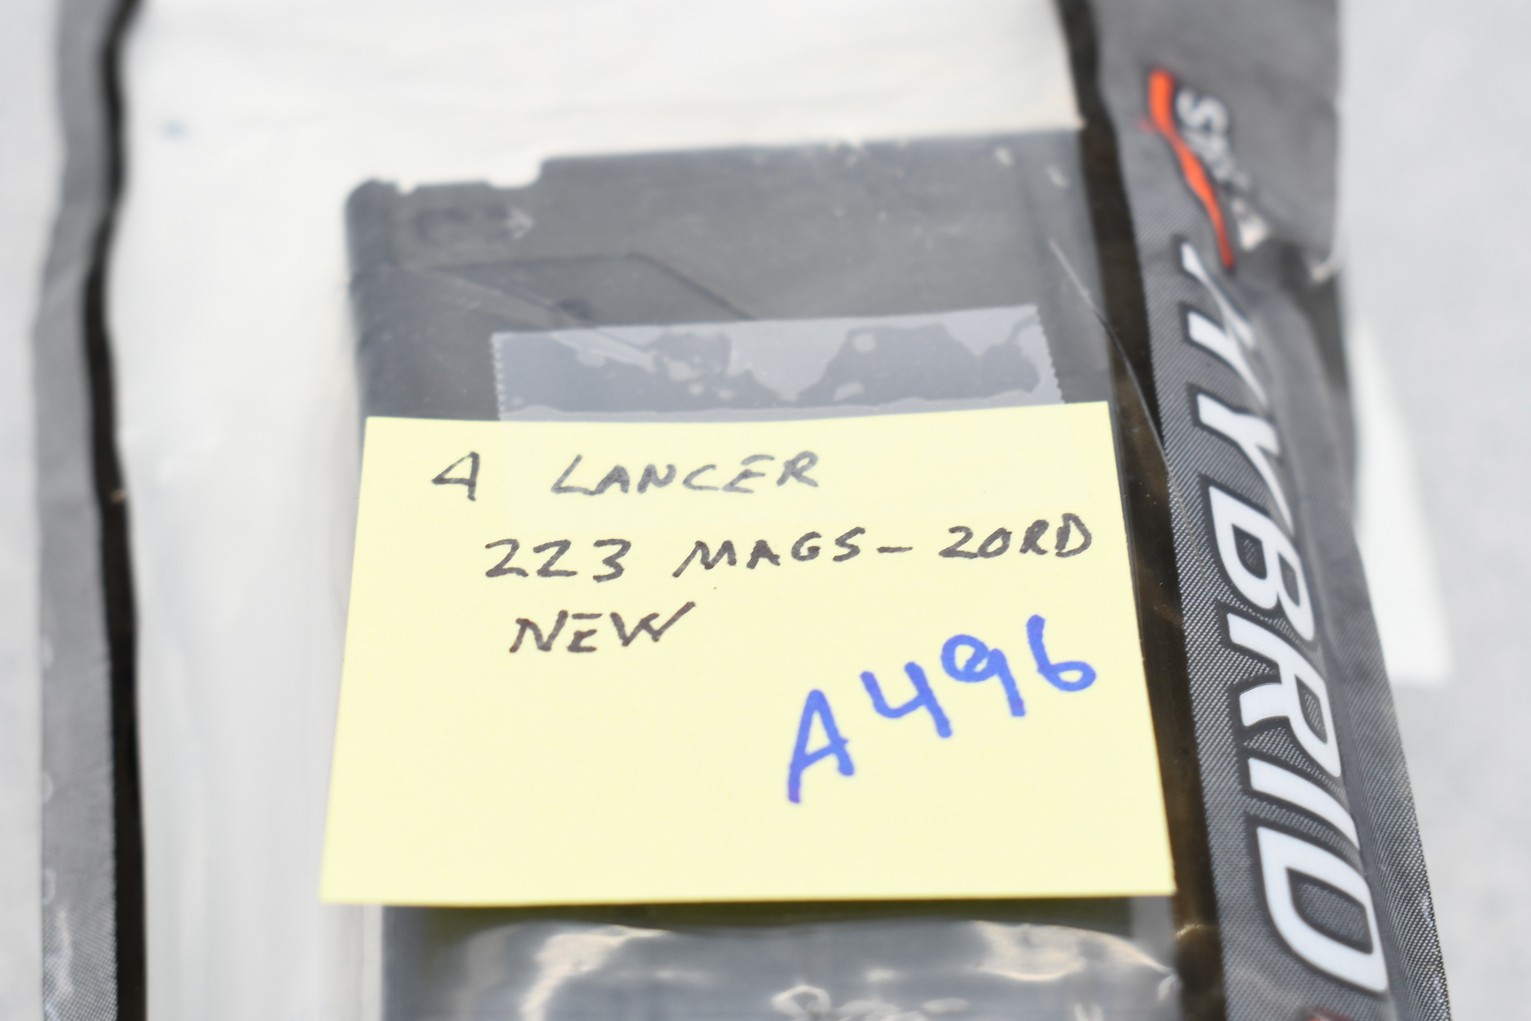 4 LANCER
223 MAGS - 20RD
NEW
A496
HYBRID